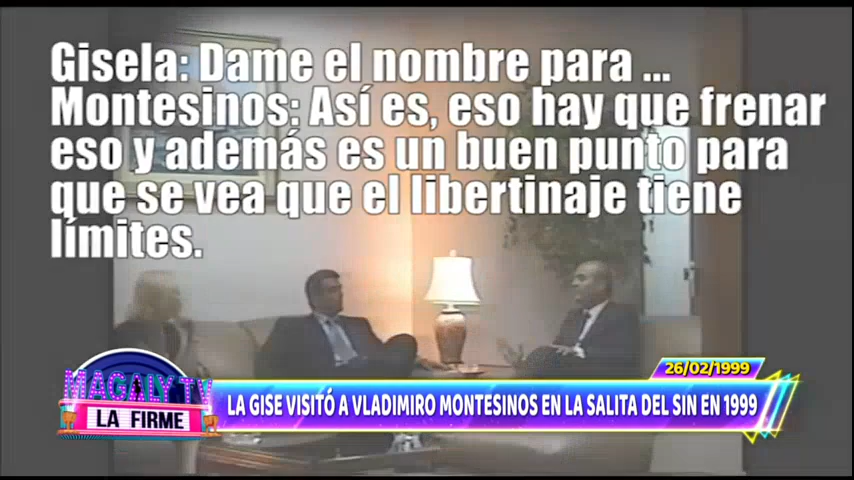 Gisela: Dame el nombre para ...
Montesinos: Así es, eso hay que frenar
eso y además es un buen punto para
que se vea que el libertinaje tiene
límites.
26/02/1999
MAGALY TV
LA FIRME
LA GISE VISITÓ A VLADIMIRO MONTESINOS EN LA SALITA DEL SIN EN 1999